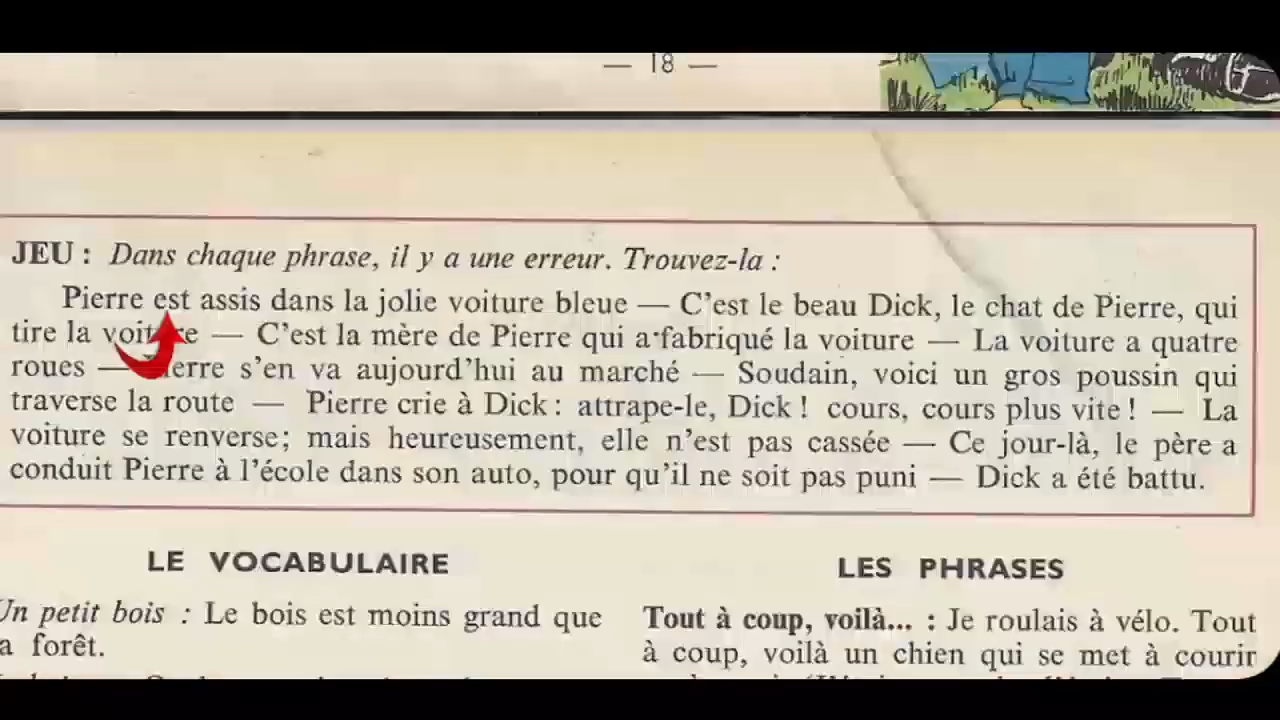 — 18 —
JEU : Dans chaque phrase, il y a une erreur. Trouvez-la :
Pierre est assis dans la jolie voiture bleue — C'est le beau Dick, le chat de Pierre, qui
tire la voiture — C'est la mère de Pierre qui a fabriqué la voiture — La voiture a quatre
roues — Pierre s'en va aujourd'hui au marché — Soudain, voici un gros poussin qui
traverse la route — Pierre crie à Dick : attrape-le, Dick ! cours, cours plus vite ! — La
voiture se renverse; mais heureusement, elle n'est pas cassée — Ce jour-là, le père a
conduit Pierre à l'école dans son auto, pour qu'il ne soit pas puni — Dick a été battu.
LE VOCABULAIRE
Un petit bois : Le bois est moins grand que
a forêt.
LES PHRASES
Tout à coup, voilà... : Je roulais à vélo. Tout
à coup, voilà un chien qui se met à courir